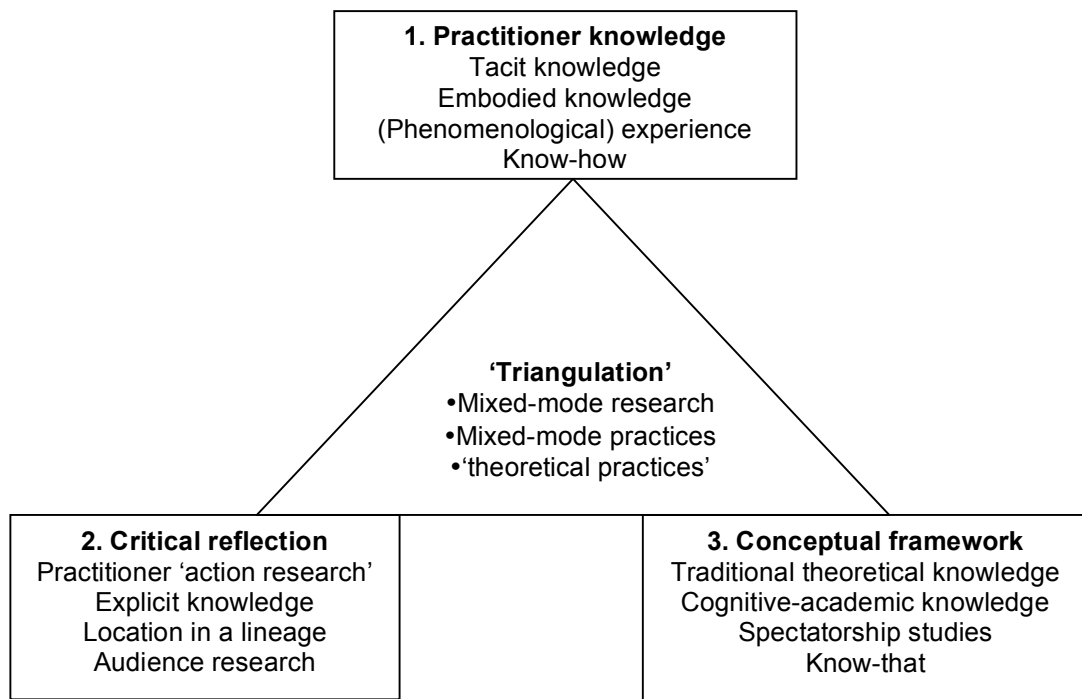 1. Practitioner knowledge
Tacit knowledge
Embodied knowledge
(Phenomenological) experience
Know-how
‘Triangulation’
•Mixed-mode research
•Mixed-mode practices
•‘theoretical practices’
2. Critical reflection
Practitioner ‘action research’
Explicit knowledge
Location in a lineage
Audience research
3. Conceptual framework
Traditional theoretical knowledge
Cognitive-academic knowledge
Spectatorship studies
Know-that